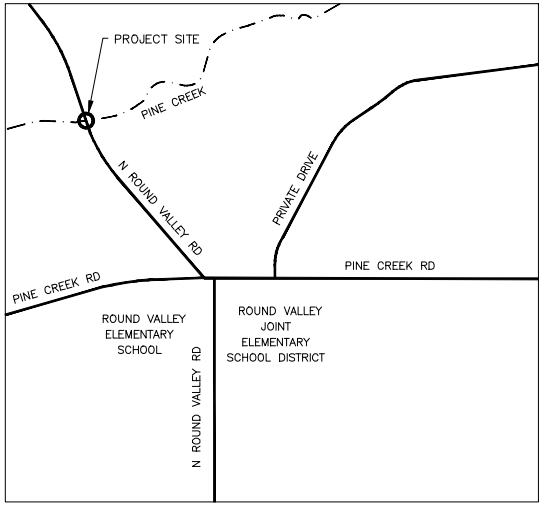 PROJECT SITE
PINE CREEK
N ROUND VALLEY RD
PRIVATE DRIVE
PINE CREEK RD
PINE CREEK RD
ROUND VALLEY
ELEMENTARY
SCHOOL
ROUND VALLEY
JOINT
ELEMENTARY
SCHOOL DISTRICT
N ROUND VALLEY RD